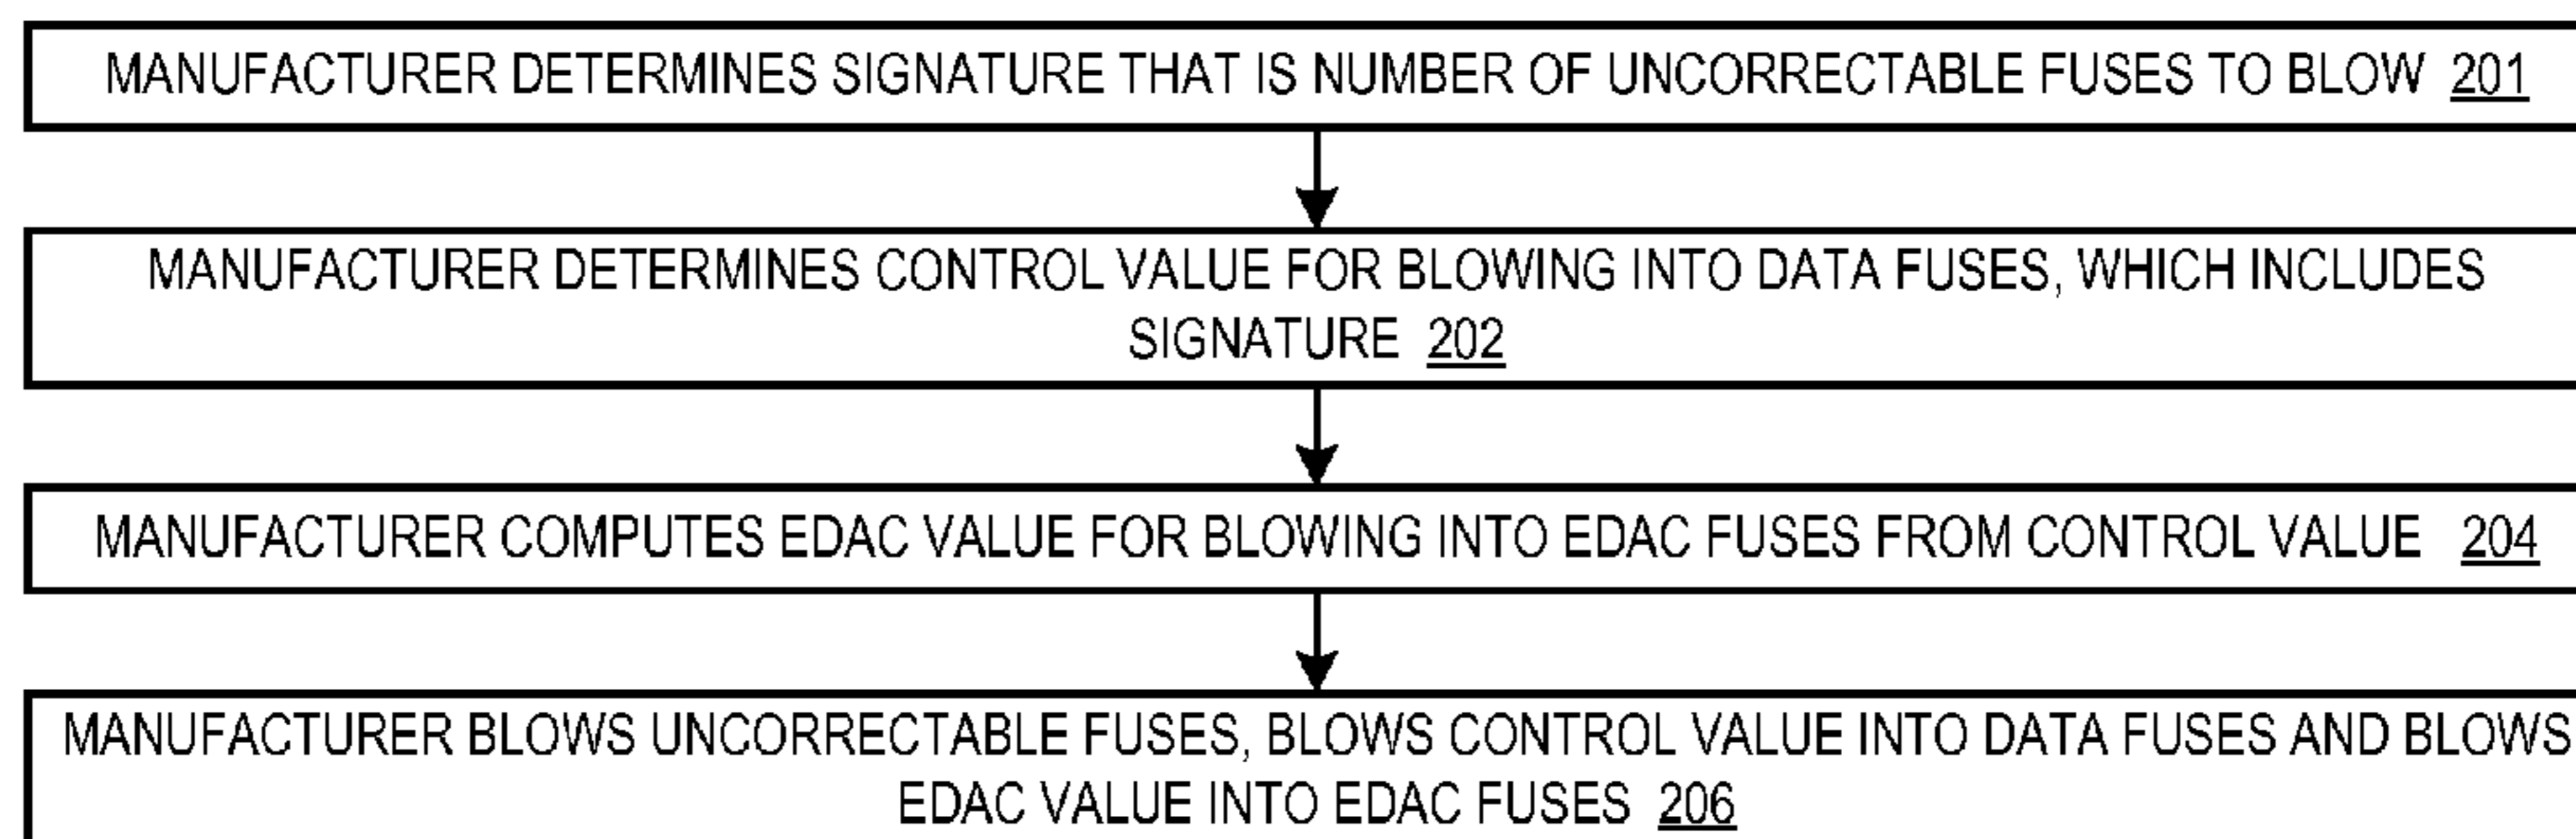 MANUFACTURER DETERMINES SIGNATURE THAT IS NUMBER OF UNCORRECTABLE FUSES TO BLOW 201
MANUFACTURER DETERMINES CONTROL VALUE FOR BLOWING INTO DATA FUSES, WHICH INCLUDES
SIGNATURE 202
MANUFACTURER COMPUTES EDAC VALUE FOR BLOWING INTO EDAC FUSES FROM CONTROL VALUE 204
MANUFACTURER BLOWS UNCORRECTABLE FUSES, BLOWS CONTROL VALUE INTO DATA FUSES AND BLOWS
EDAC VALUE INTO EDAC FUSES 206